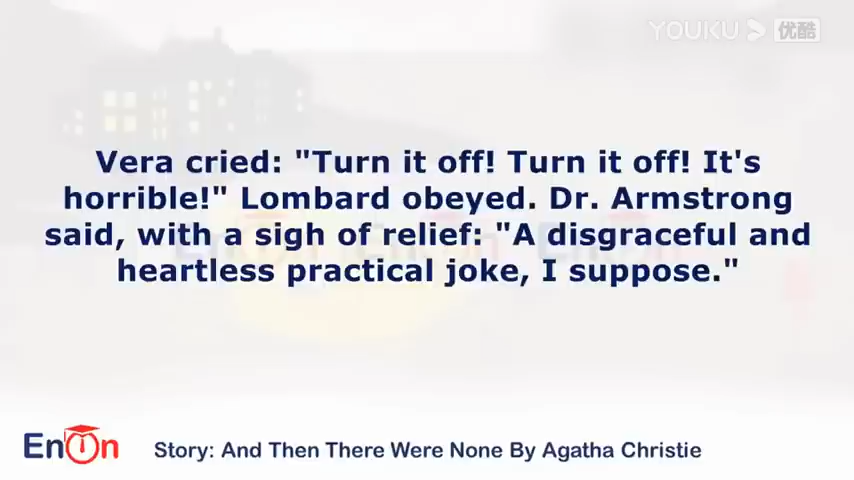 YOUKU 优酷
Vera cried: "Turn it off! Turn it off! It's
horrible!" Lombard obeyed. Dr. Armstrong
said, with a sigh of relief: "A disgraceful and
heartless practical joke, I suppose."
EnOn
Story: And Then There Were None By Agatha Christie